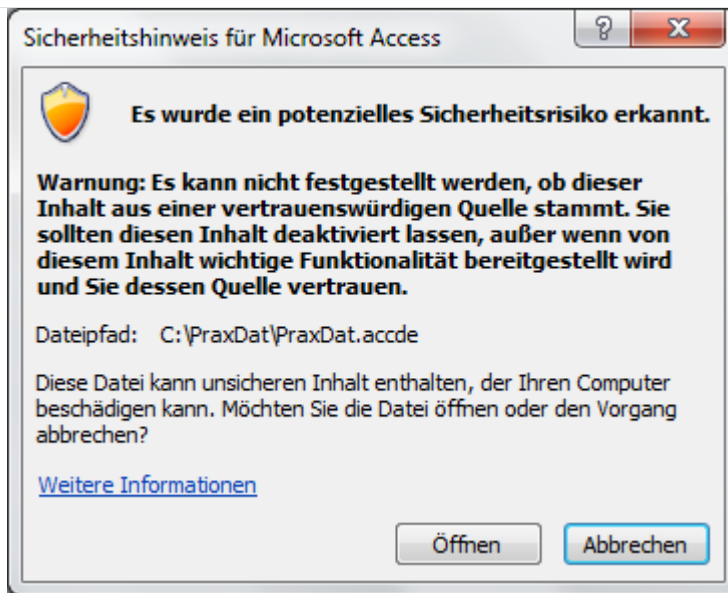 Sicherheitshinweis für Microsoft Access
Es wurde ein potenzielles Sicherheitsrisiko erkannt.
Warnung: Es kann nicht festgestellt werden, ob dieser
Inhalt aus einer vertrauenswürdigen Quelle stammt. Sie
sollten diesen Inhalt deaktiviert lassen, außer wenn von
diesem Inhalt wichtige Funktionalität bereitgestellt wird
und Sie dessen Quelle vertrauen.
Dateipfad: C:\PraxDat\PraxDat.accde
Diese Datei kann unsicheren Inhalt enthalten, der Ihren Computer
beschädigen kann. Möchten Sie die Datei öffnen oder den Vorgang
abbrechen?
Weitere Informationen
Öffnen Abbrechen